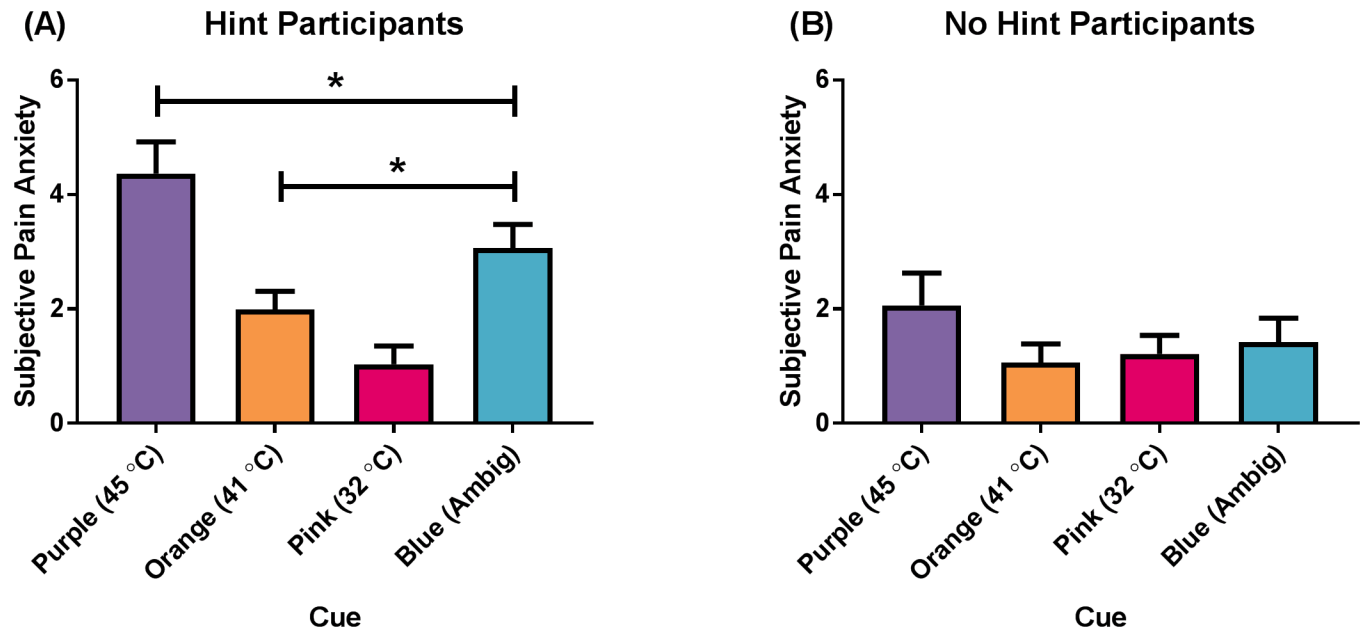 (A) Hint Participants
Subjective Pain Anxiety
6
4
2
0
*
*
Purple (45 °C)
Orange (41 °C)
Pink (32 °C)
Blue (Ambig)
Cue
(B) No Hint Participants
Subjective Pain Anxiety
6
4
2
0
Purple (45 °C)
Orange (41 °C)
Pink (32 °C)
Blue (Ambig)
Cue